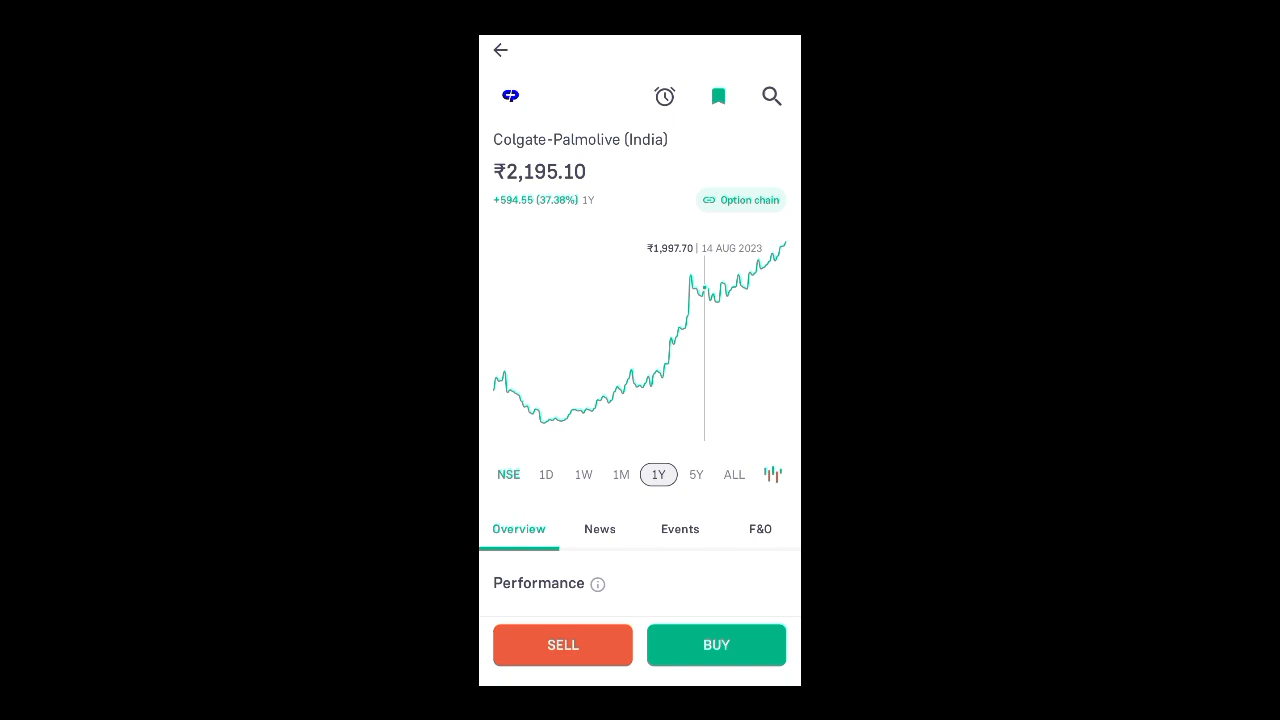 Colgate-Palmolive (India)
₹2,195.10
+594.55 (37.38%) 1Y
Option chain
₹1,997.70 | 14 AUG 2023
NSE 1D 1W 1M 1Y 5Y ALL
Overview News Events F&O
Performance
SELL BUY